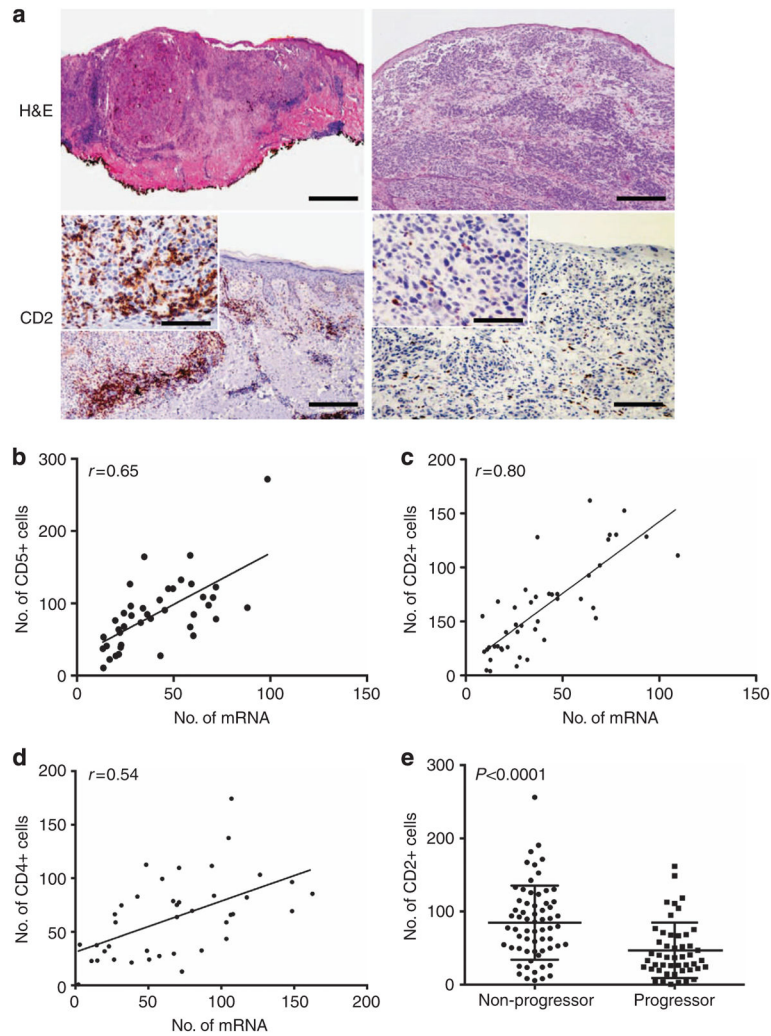 a
H&E
CD2
b
r=0.65
300
200
100
0
No. of CD5+ cells
0
50
100
150
No. of mRNA
c
r=0.80
200
150
100
150
100
0
No. of CD2+ cells
0
50
100
150
No. of mRNA
d
r=0.54
200
150
100
50
0
No. of CD4+ cells
0
50
100
150
200
No. of mRNA
e
P<0.0001
300
200
100
0
No. of CD2+ cells
Non-progressor
Progressor